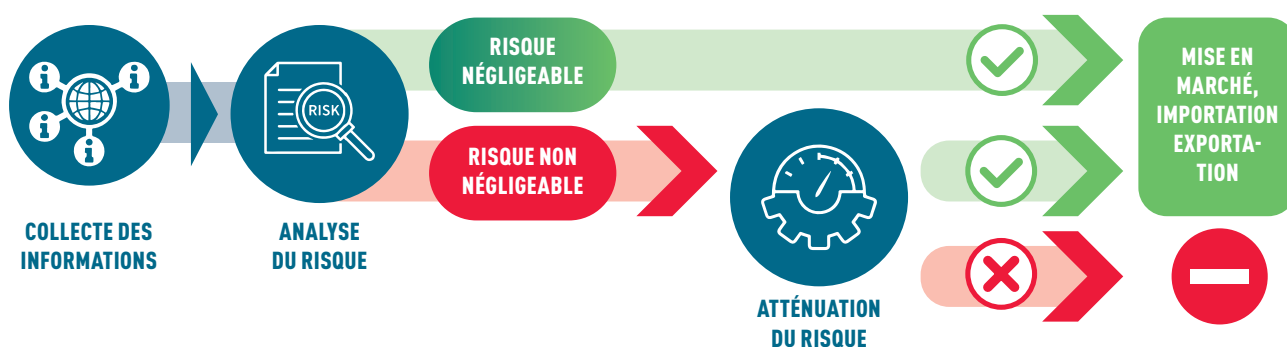 COLLECTE DES
INFORMATIONS
RISK
ANALYSE
DU RISQUE
RISQUE
NÉGLIGEABLE
RISQUE NON
NÉGLIGEABLE
ATTÉNUATION
DU RISQUE
MISE EN
MARCHÉ,
IMPORTATION
EXPORTA-
TION